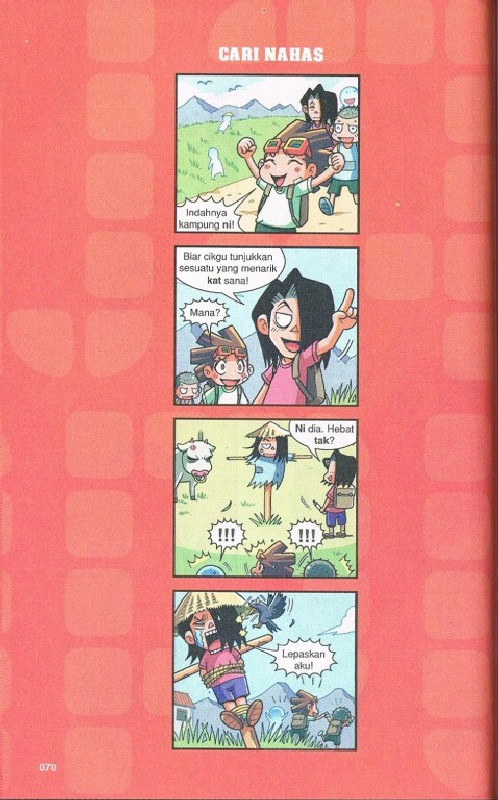 CARI NAHAS
Indahnya
kampung ni!
Biar cikgu tunjukkan
sesuatu yang menarik
kat sana!
Mana?
Ni dia. Hebat
tak?
!!!
!!!
Lepaskan
aku!
070